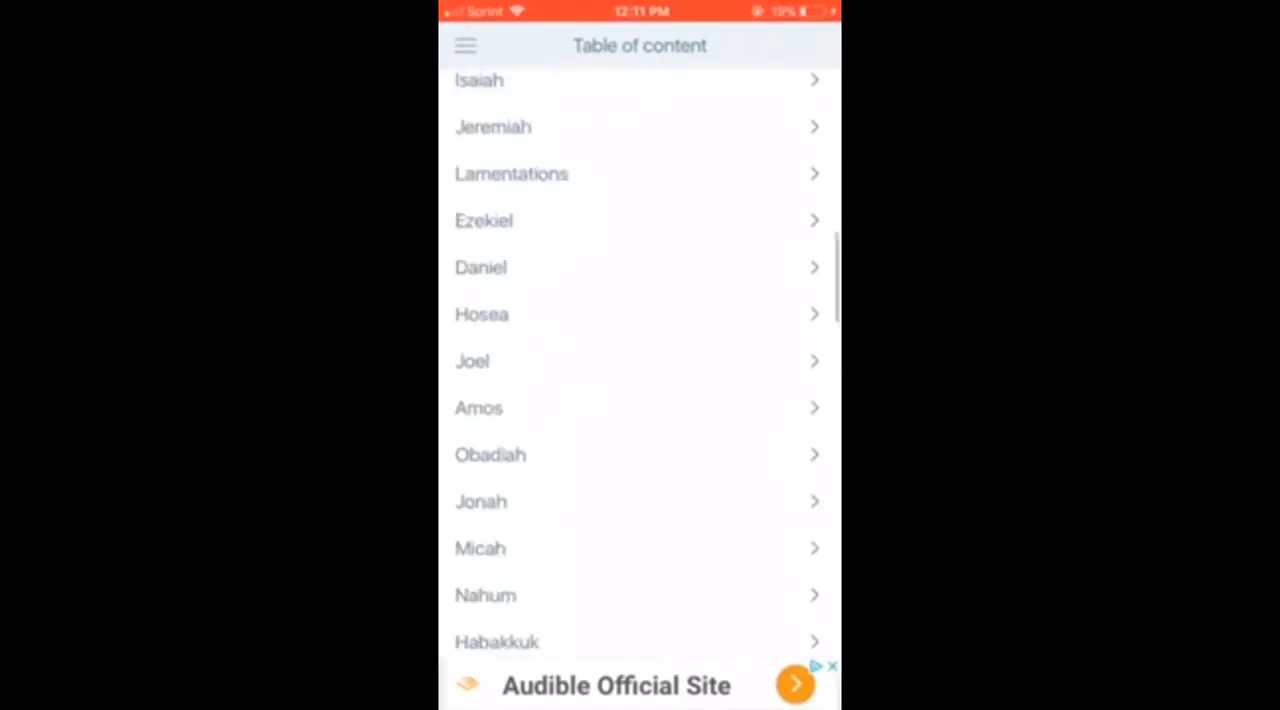 Sprint 12:11 PM 19%
Table of content
Isaiah
Jeremiah
Lamentations
Ezekiel
Daniel
Hosea
Joel
Amos
Obadiah
Jonah
Micah
Nahum
Habakkuk
Audible Official Site